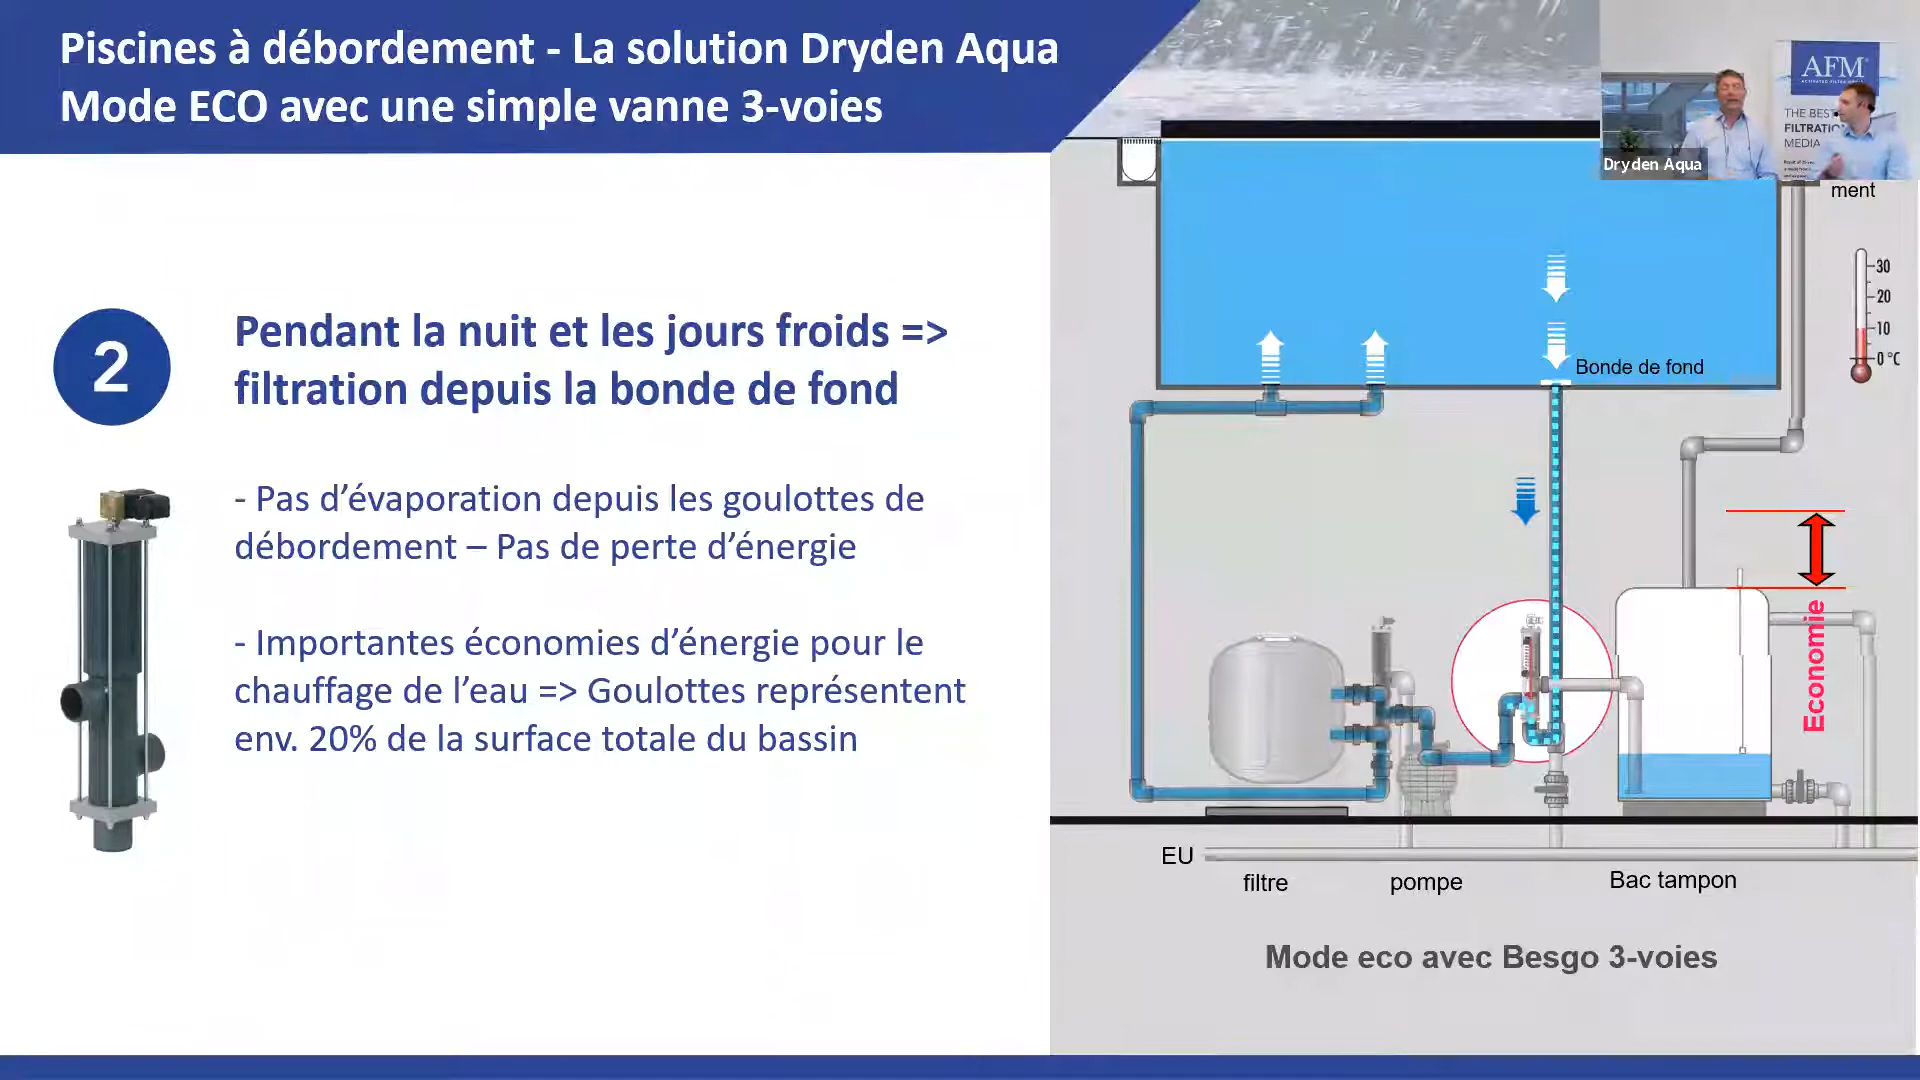 Piscines à débordement - La solution Dryden Aqua
Mode ECO avec une simple vanne 3-voies
AFM®
ACTIVATED FILTER MEDIA
THE BEST
FILTRATIO
MEDIA
Dryden Aqua
ment
30
20
10
0 °C
2
Pendant la nuit et les jours froids =>
filtration depuis la bonde de fond
- Pas d’évaporation depuis les goulottes de
débordement – Pas de perte d’énergie
- Importantes économies d’énergie pour le
chauffage de l’eau => Goulottes représentent
env. 20% de la surface totale du bassin
Bonde de fond
Economie
EU
filtre
pompe
Bac tampon
Mode eco avec Besgo 3-voies